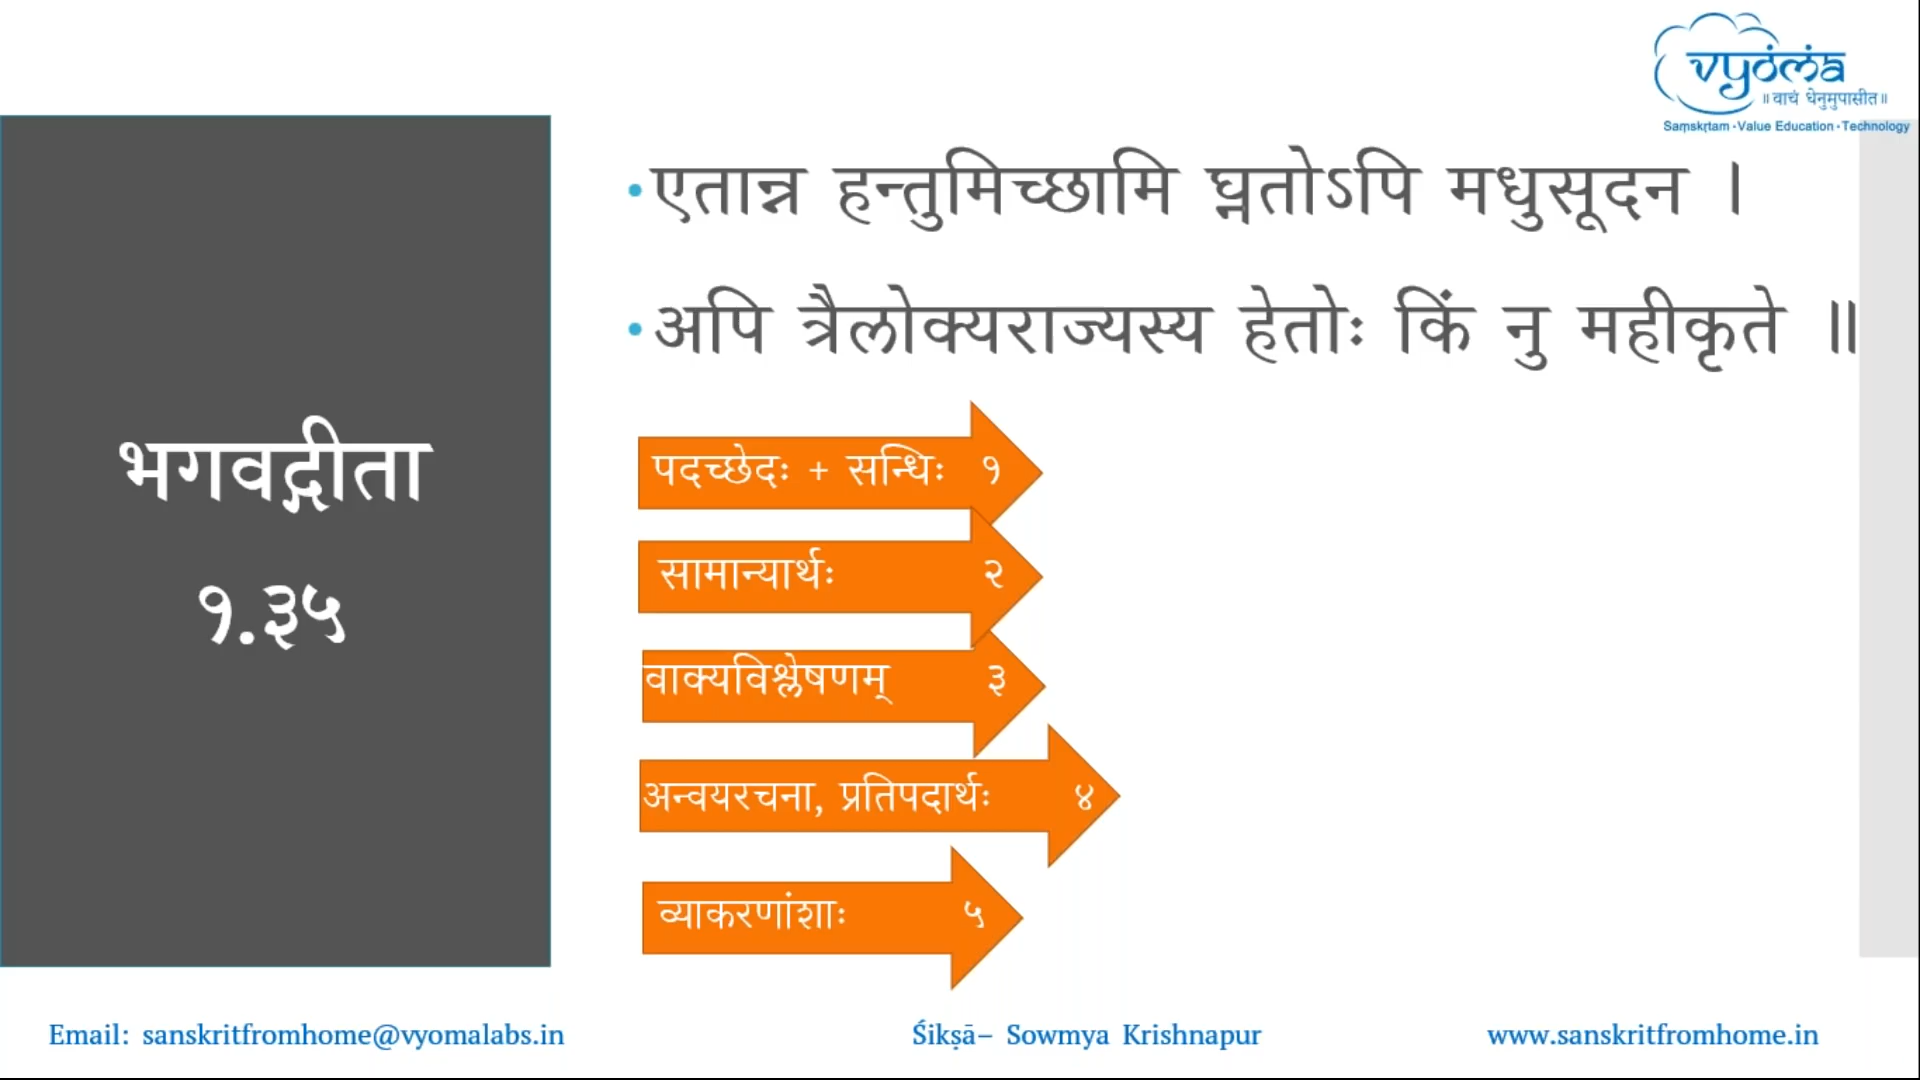 vyoma
॥ वाचं धेनुमुपासीत॥
Saṃskṛtam - Value Education - Technology
भगवद्गीता
१.३५
•एतान्न हन्तुमिच्छामि घ्नतोऽपि मधुसूदन ।
•अपि त्रैलोक्यराज्यस्य हेतोः किं नु महीकृते ॥
पदच्छेदः + सन्धिः १
सामान्यार्थः २
वाक्यविश्लेषणम् ३
अन्वयरचना, प्रतिपदार्थः ४
व्याकरणांशाः ५
Email: sanskritfromhome@vyomalabs.in
Śikṣā– Sowmya Krishnapur
www.sanskritfromhome.in